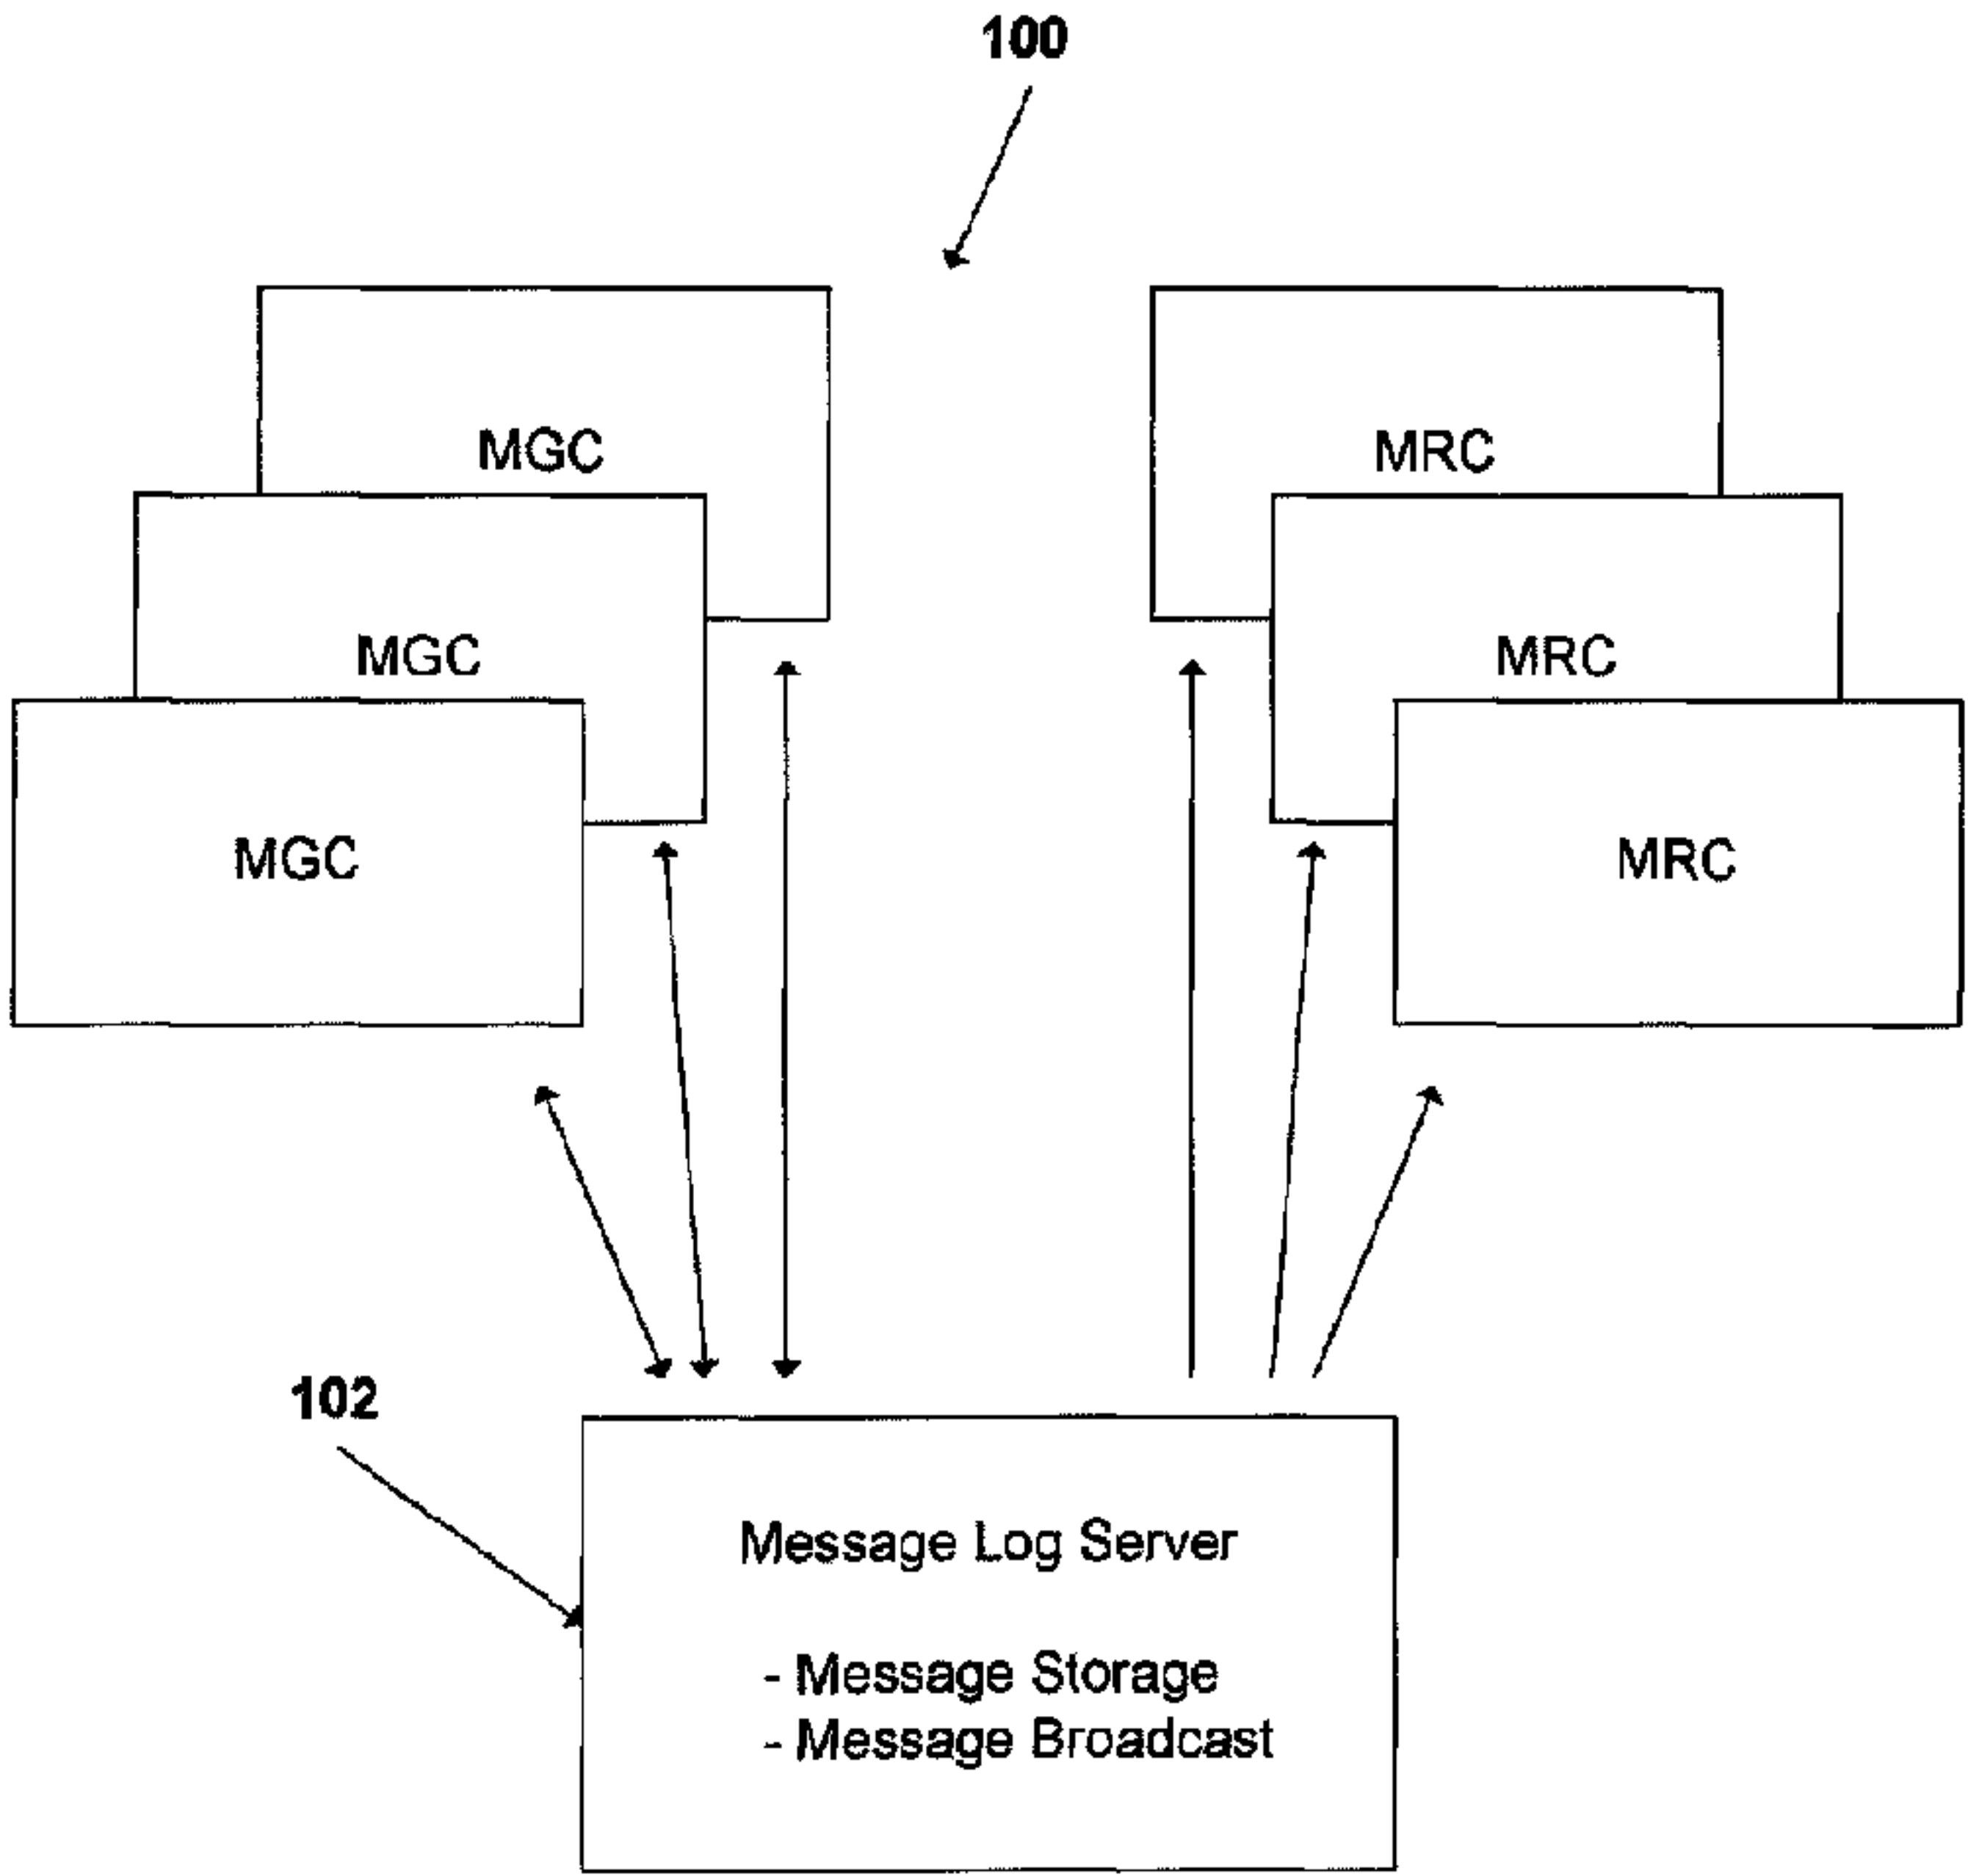 100
MGC
MRC
MGC
MRC
MGC
MRC
102
Message Log Server
- Message Storage
- Message Broadcast